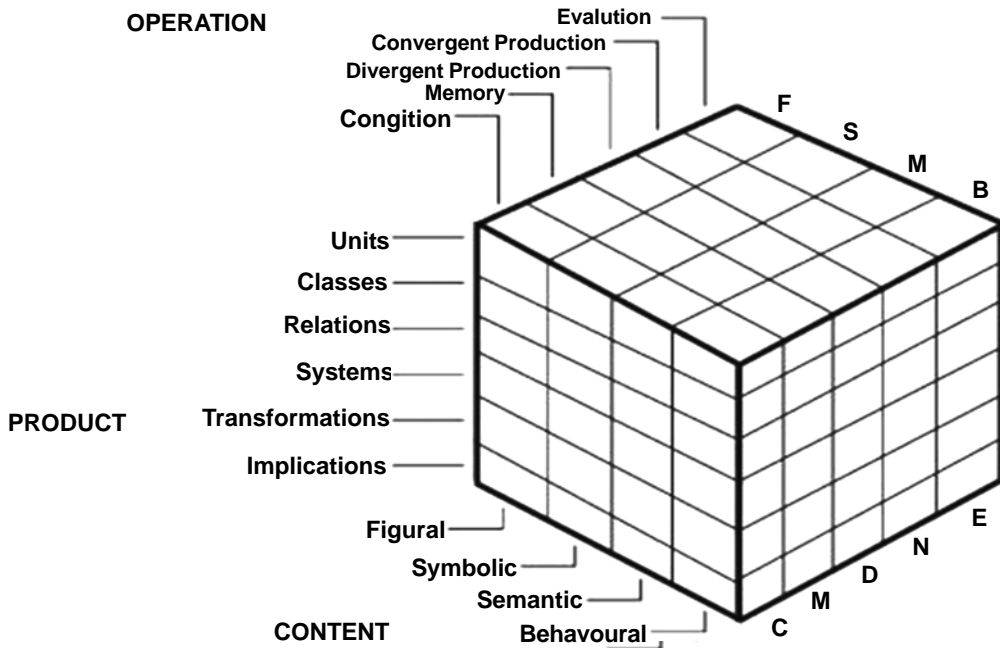 OPERATION
Evalution
Convergent Production
Divergent Production
Memory
Congition
F
S
M
B
Units
Classes
Relations
Systems
PRODUCT
Transformations
Implications
Figural
Symbolic
Semantic
CONTENT
Behavoural
C
M
D
N
E